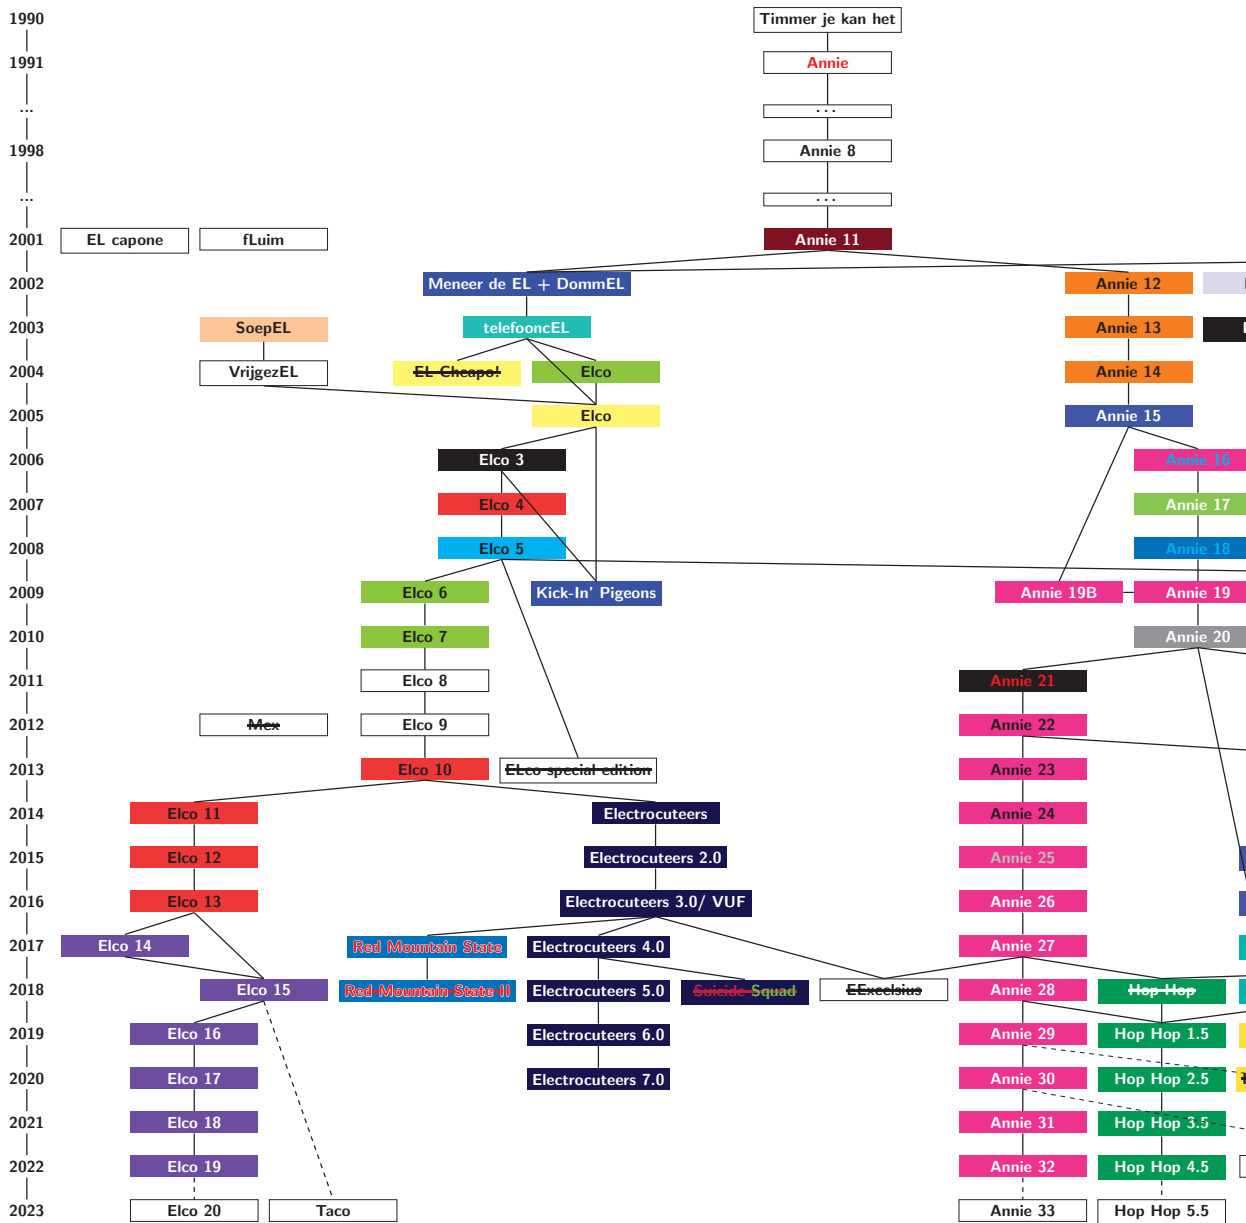 1990 Timmer je kan het
1991 Annie
... ...
1998 Annie 8
... ...
2001 EL capone fLuim Annie 11
2002 Meneer de EL + DommEL Annie 12
2003 SoepEL telefooncEL Annie 13
2004 VrijgezEL EL Cheapo! Elco Annie 14
2005 Elco Annie 15
2006 Elco 3 Annie 16
2007 Elco 4 Annie 17
2008 Elco 5 Annie 18
2009 Elco 6 Kick-In' Pigeons Annie 19B Annie 19
2010 Elco 7 Annie 20
2011 Elco 8 Annie 21
2012 Mex Elco 9 Annie 22
2013 Elco 10 ELco special edition Annie 23
2014 Elco 11 Electrocuteers Annie 24
2015 Elco 12 Electrocuteers 2.0 Annie 25
2016 Elco 13 Electrocuteers 3.0/ VUF Annie 26
2017 Elco 14 Red Mountain State Electrocuteers 4.0 Annie 27
2018 Elco 15 Red Mountain State II Electrocuteers 5.0 Suicide Squad EExcelsius Annie 28 Hop Hop
2019 Elco 16 Electrocuteers 6.0 Annie 29 Hop Hop 1.5
2020 Elco 17 Electrocuteers 7.0 Annie 30 Hop Hop 2.5
2021 Elco 18 Annie 31 Hop Hop 3.5
2022 Elco 19 Annie 32 Hop Hop 4.5
2023 Elco 20 Taco Annie 33 Hop Hop 5.5